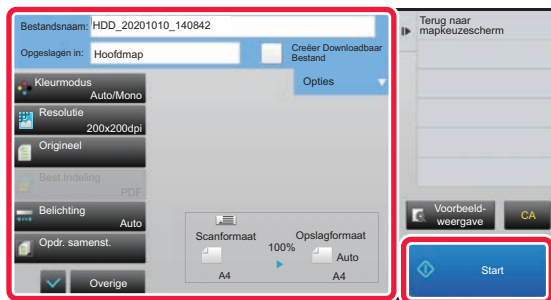 Bestandsnaam: HDD_20201010_140842
Opgeslagen in: Hoofdmap
Creëer Downloadbaar
Bestand
Opties
Kleurmodus
Auto/Mono
Resolutie
200x200dpi
Origineel
Best.Indeling
PDF
Belichting
Auto
Opdr. samenst.
Overige
Scanformaat
100%
Opslagformaat
Auto
A4
A4
Terug naar
mapkeuzescherm
Voorbeeld-
weergave
CA
Start